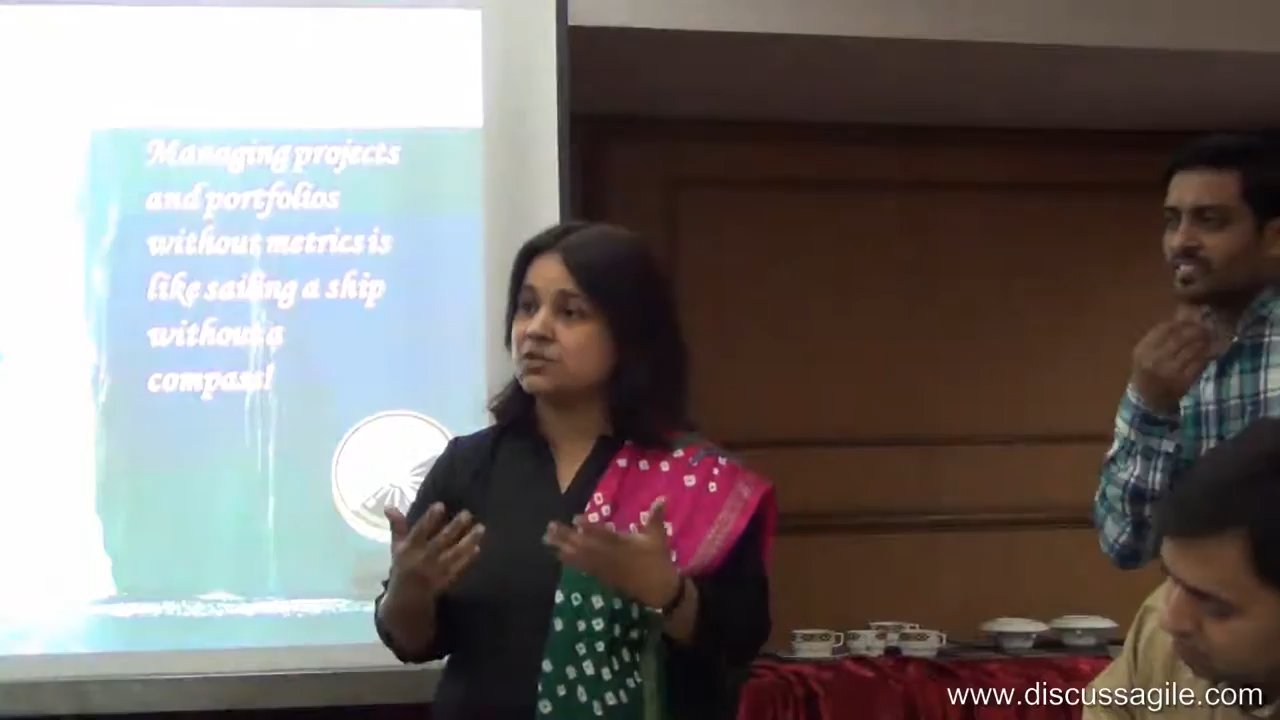 Managing projects
and portfolios
without metrics is
like sailing a ship
without a
compass!
www.discussagile.com